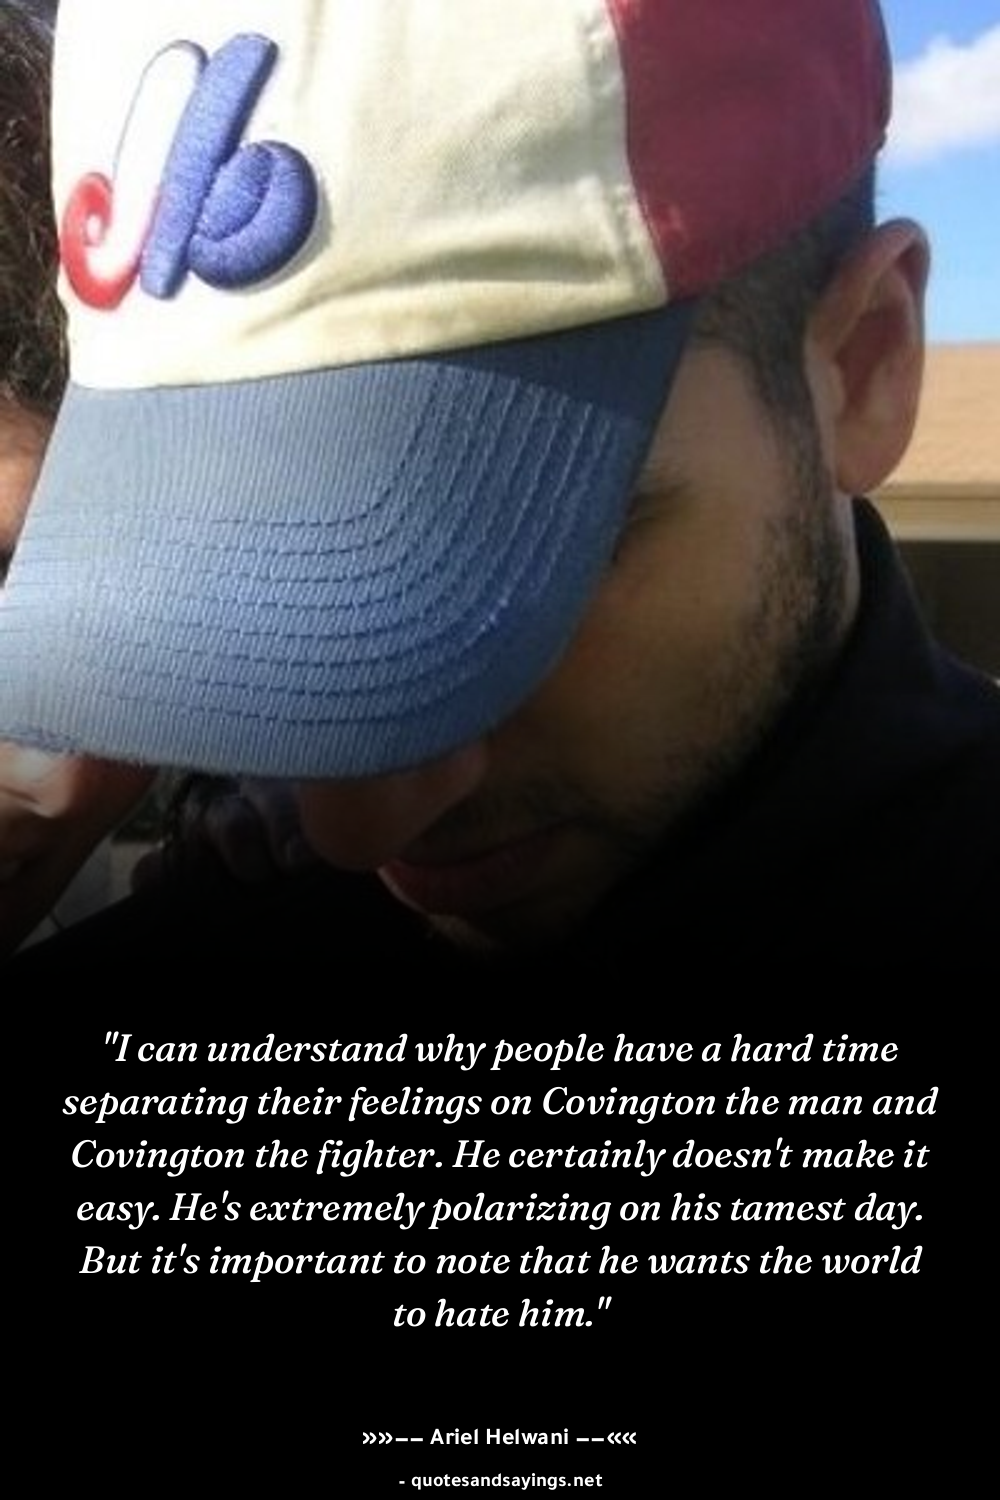 "I can understand why people have a hard time
separating their feelings on Covington the man and
Covington the fighter. He certainly doesn't make it
easy. He's extremely polarizing on his tamest day.
But it's important to note that he wants the world
to hate him."
»»−− Ariel Helwani −−««
- quotesandsayings.net